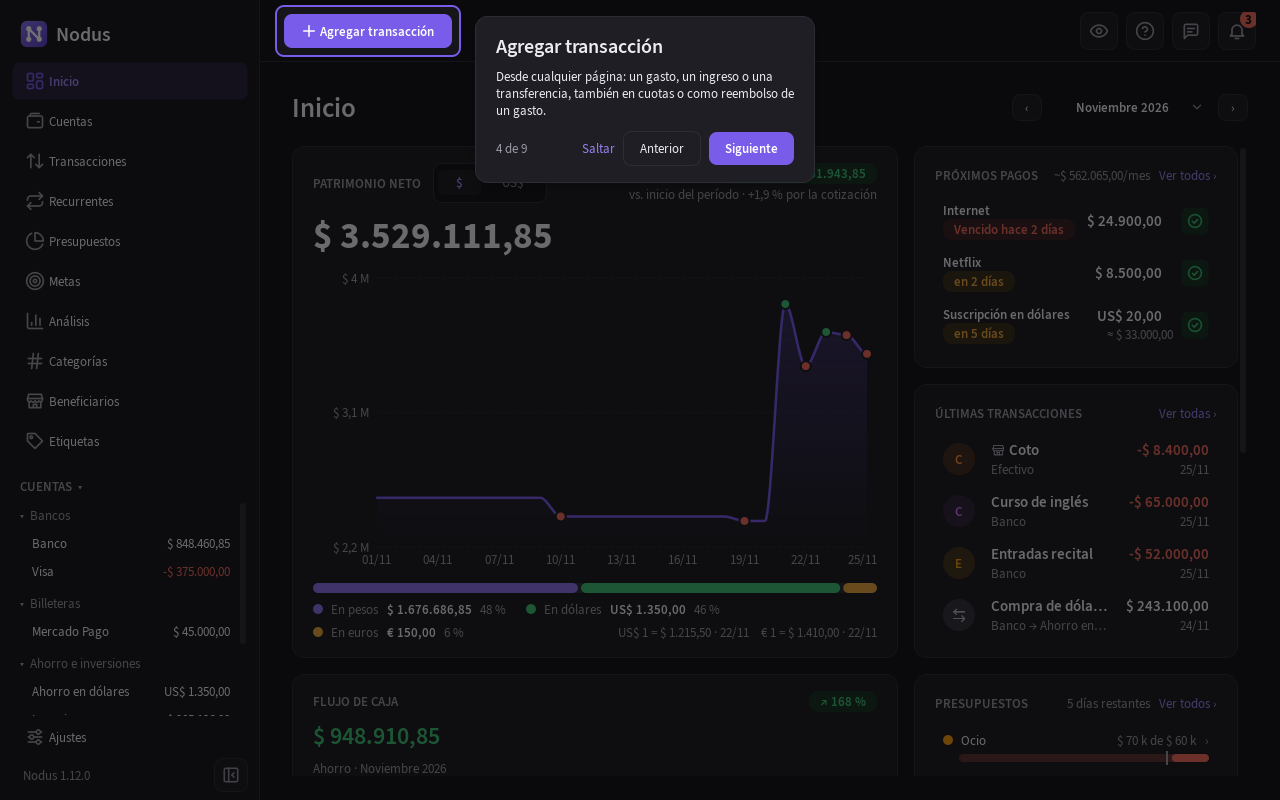 Nodus
Inicio
Cuentas
Transacciones
Recurrentes
Presupuestos
Metas
Análisis
Categorías
Beneficiarios
Etiquetas
CUENTAS
Bancos
Banco $ 848.460,85
Visa -$ 375.000,00
Billeteras
Mercado Pago $ 45.000,00
Ahorro e inversiones
Ahorro en dólares US$ 1.350,00
Ajustes
Nodus 1.12.0
+ Agregar transacción
Agregar transacción
Desde cualquier página: un gasto, un ingreso o una
transferencia, también en cuotas o como reembolso de
un gasto.
4 de 9 Saltar Anterior Siguiente
3
Inicio
‹ Noviembre 2026 ›
PATRIMONIO NETO $ US$
1.943,85
vs. inicio del período · +1,9 % por la cotización
$ 3.529.111,85
$ 4 M
$ 3,1 M
$ 2,2 M
01/11 04/11 07/11 10/11 13/11 16/11 19/11 22/11 25/11
En pesos $ 1.676.686,85 48 % En dólares US$ 1.350,00 46 %
En euros € 150,00 6 % US$ 1 = $ 1.215,50 · 22/11 € 1 = $ 1.410,00 · 22/11
FLUJO DE CAJA ↗ 168 %
$ 948.910,85
Ahorro · Noviembre 2026
PRÓXIMOS PAGOS ~$ 562.065,00/mes Ver todos ›
Internet
Vencido hace 2 días
$ 24.900,00
Netflix
en 2 días
$ 8.500,00
Suscripción en dólares
en 5 días
US$ 20,00
≈ $ 33.000,00
ÚLTIMAS TRANSACCIONES Ver todas ›
C Coto -$ 8.400,00
Efectivo 25/11
C Curso de inglés -$ 65.000,00
Banco 25/11
E Entradas recital -$ 52.000,00
Banco 25/11
Compra de dóla… $ 243.100,00
Banco → Ahorro en… 24/11
PRESUPUESTOS 5 días restantes Ver todos ›
Ocio $ 70 k de $ 60 k ›